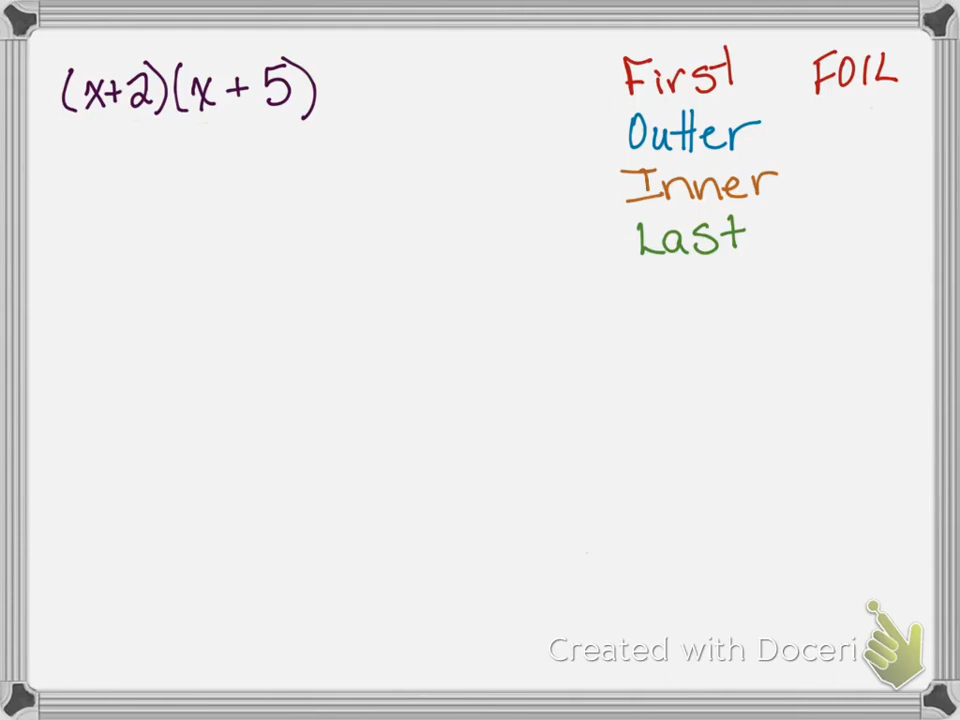 (x+2)(x + 5)
First FOIL
Outter
Inner
Last
Created with Doceri